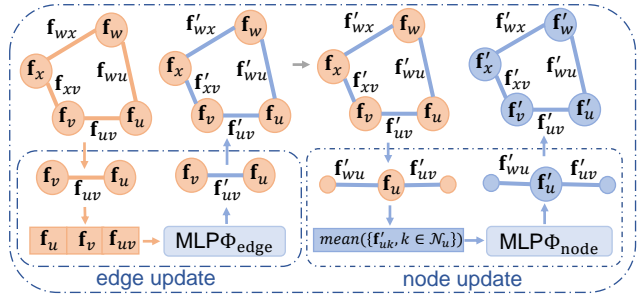 f_wx f_w
f_x f_wu
f_xv
f_v f_u
f_uv
f_v f_u
f_uv
f_u f_v f_uv
f′_wx f_w
f_x f′_wu
f′_xv
f_v f_u
f′_uv
f_v f_u
f′_uv
MLPΦ_edge
edge update
f′_wx f_w
f_x f′_wu
f′_xv
f_v f_u
f′_uv
f′_wu f′_uv
f_u
mean({f′_uk, k ∈ 𝒩_u})
f′_wx f′_w
f′_x f′_wu
f′_xv
f′_v f′_u
f′_uv
f′_wu f′_uv
f′_u
MLPΦ_node
node update